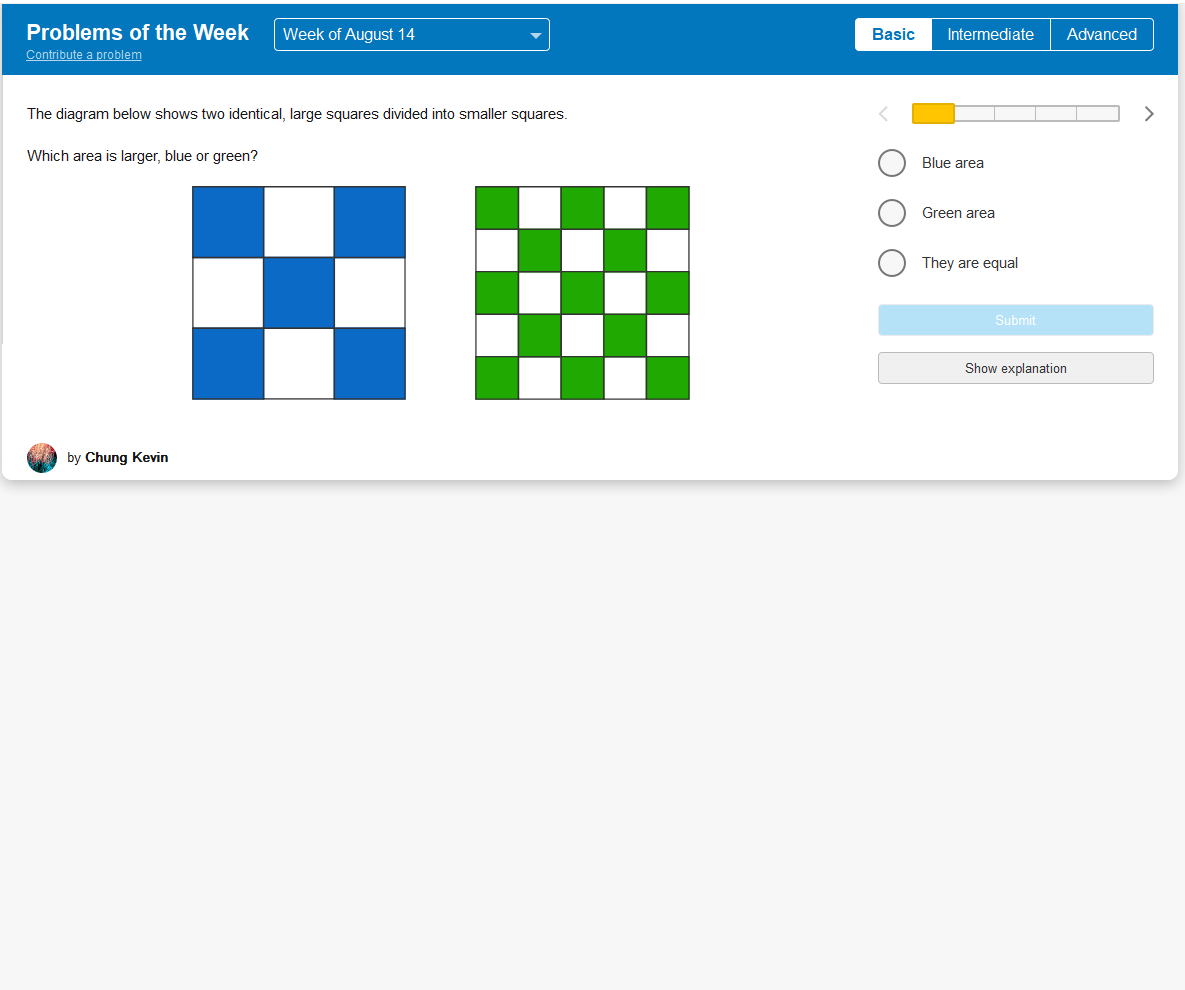 Problems of the Week
Contribute a problem
Week of August 14
Basic
Intermediate
Advanced
The diagram below shows two identical, large squares divided into smaller squares.
Which area is larger, blue or green?
Blue area
Green area
They are equal
Submit
Show explanation
by Chung Kevin